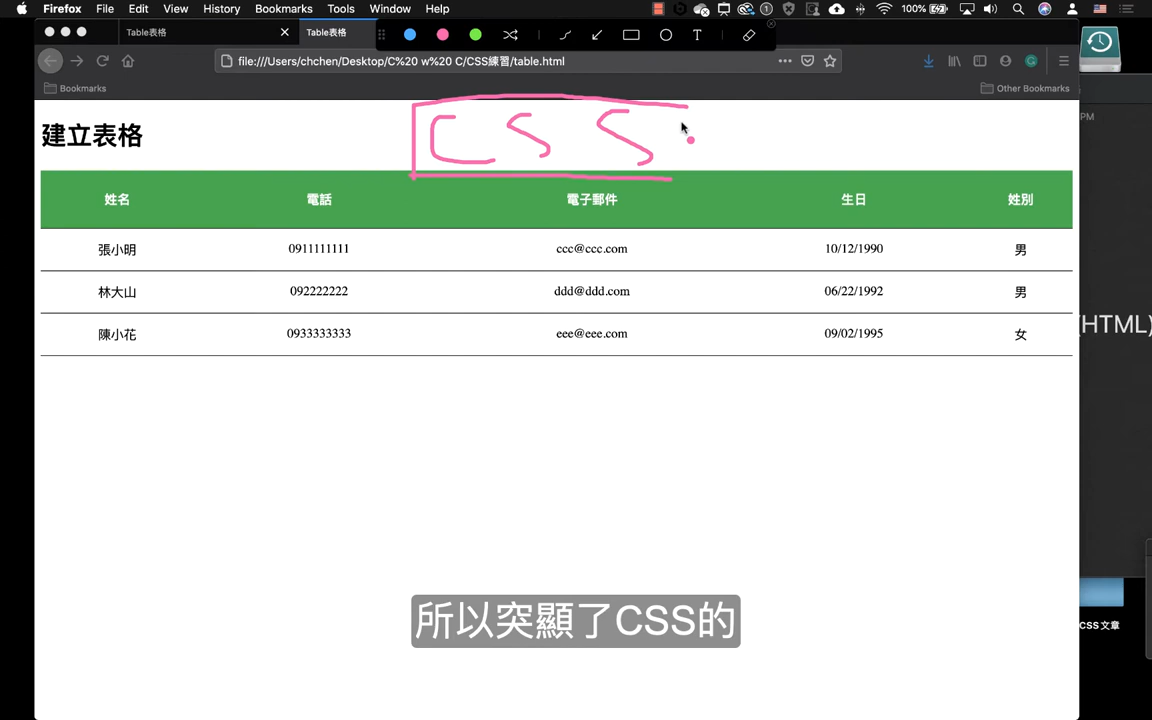 Firefox File Edit View History Bookmarks Tools Window Help 100%
Table表格 Table表格 T
file:///Users/chchen/Desktop/C%20 w%20 C/CSS練習/table.html
Bookmarks Other Bookmarks
PM
CSS
建立表格
姓名 電話 電子郵件 生日 姓別
張小明 0911111111 ccc@ccc.com 10/12/1990 男
林大山 092222222 ddd@ddd.com 06/22/1992 男
(HTML)
陳小花 0933333333 eee@eee.com 09/02/1995 女
所以突顯了CSS的
CSS文章